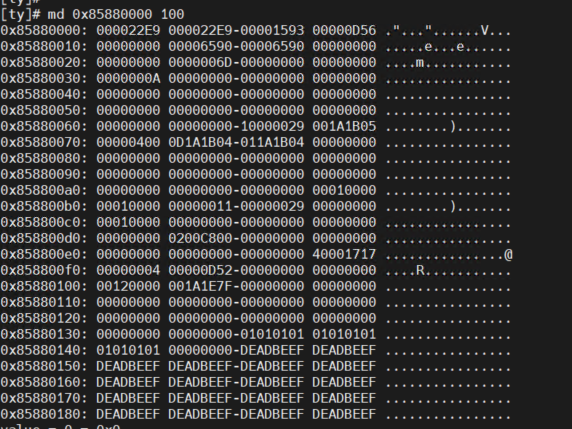 [ty]#
[ty]# md 0x85880000 100
0x85880000: 000022E9 000022E9-00001593 00000D56 ."..."......V...
0x85880010: 00000000 00006590-00006590 00000000 .....e...e......
0x85880020: 00000000 0000006D-00000000 00000000 ....m...........
0x85880030: 0000000A 00000000-00000000 00000000 ................
0x85880040: 00000000 00000000-00000000 00000000 ................
0x85880050: 00000000 00000000-00000000 00000000 ................
0x85880060: 00000000 00000000-10000029 001A1B05 ........).......
0x85880070: 00000400 0D1A1B04-011A1B04 00000000 ................
0x85880080: 00000000 00000000-00000000 00000000 ................
0x85880090: 00000000 00000000-00000000 00000000 ................
0x858800a0: 00000000 00000000-00000000 00010000 ................
0x858800b0: 00010000 00000011-00000029 00000000 ........).......
0x858800c0: 00010000 00000000-00000000 00000000 ................
0x858800d0: 00000000 0200C800-00000000 00000000 ................
0x858800e0: 00000000 00000000-00000000 40001717 ...............@
0x858800f0: 00000004 00000D52-00000000 00000000 ....R...........
0x85880100: 00120000 001A1E7F-00000000 00000000 ................
0x85880110: 00000000 00000000-00000000 00000000 ................
0x85880120: 00000000 00000000-00000000 00000000 ................
0x85880130: 00000000 00000000-01010101 01010101 ................
0x85880140: 01010101 00000000-DEADBEEF DEADBEEF ................
0x85880150: DEADBEEF DEADBEEF-DEADBEEF DEADBEEF ................
0x85880160: DEADBEEF DEADBEEF-DEADBEEF DEADBEEF ................
0x85880170: DEADBEEF DEADBEEF-DEADBEEF DEADBEEF ................
0x85880180: DEADBEEF DEADBEEF-DEADBEEF DEADBEEF ................
value = 0 = 0x0